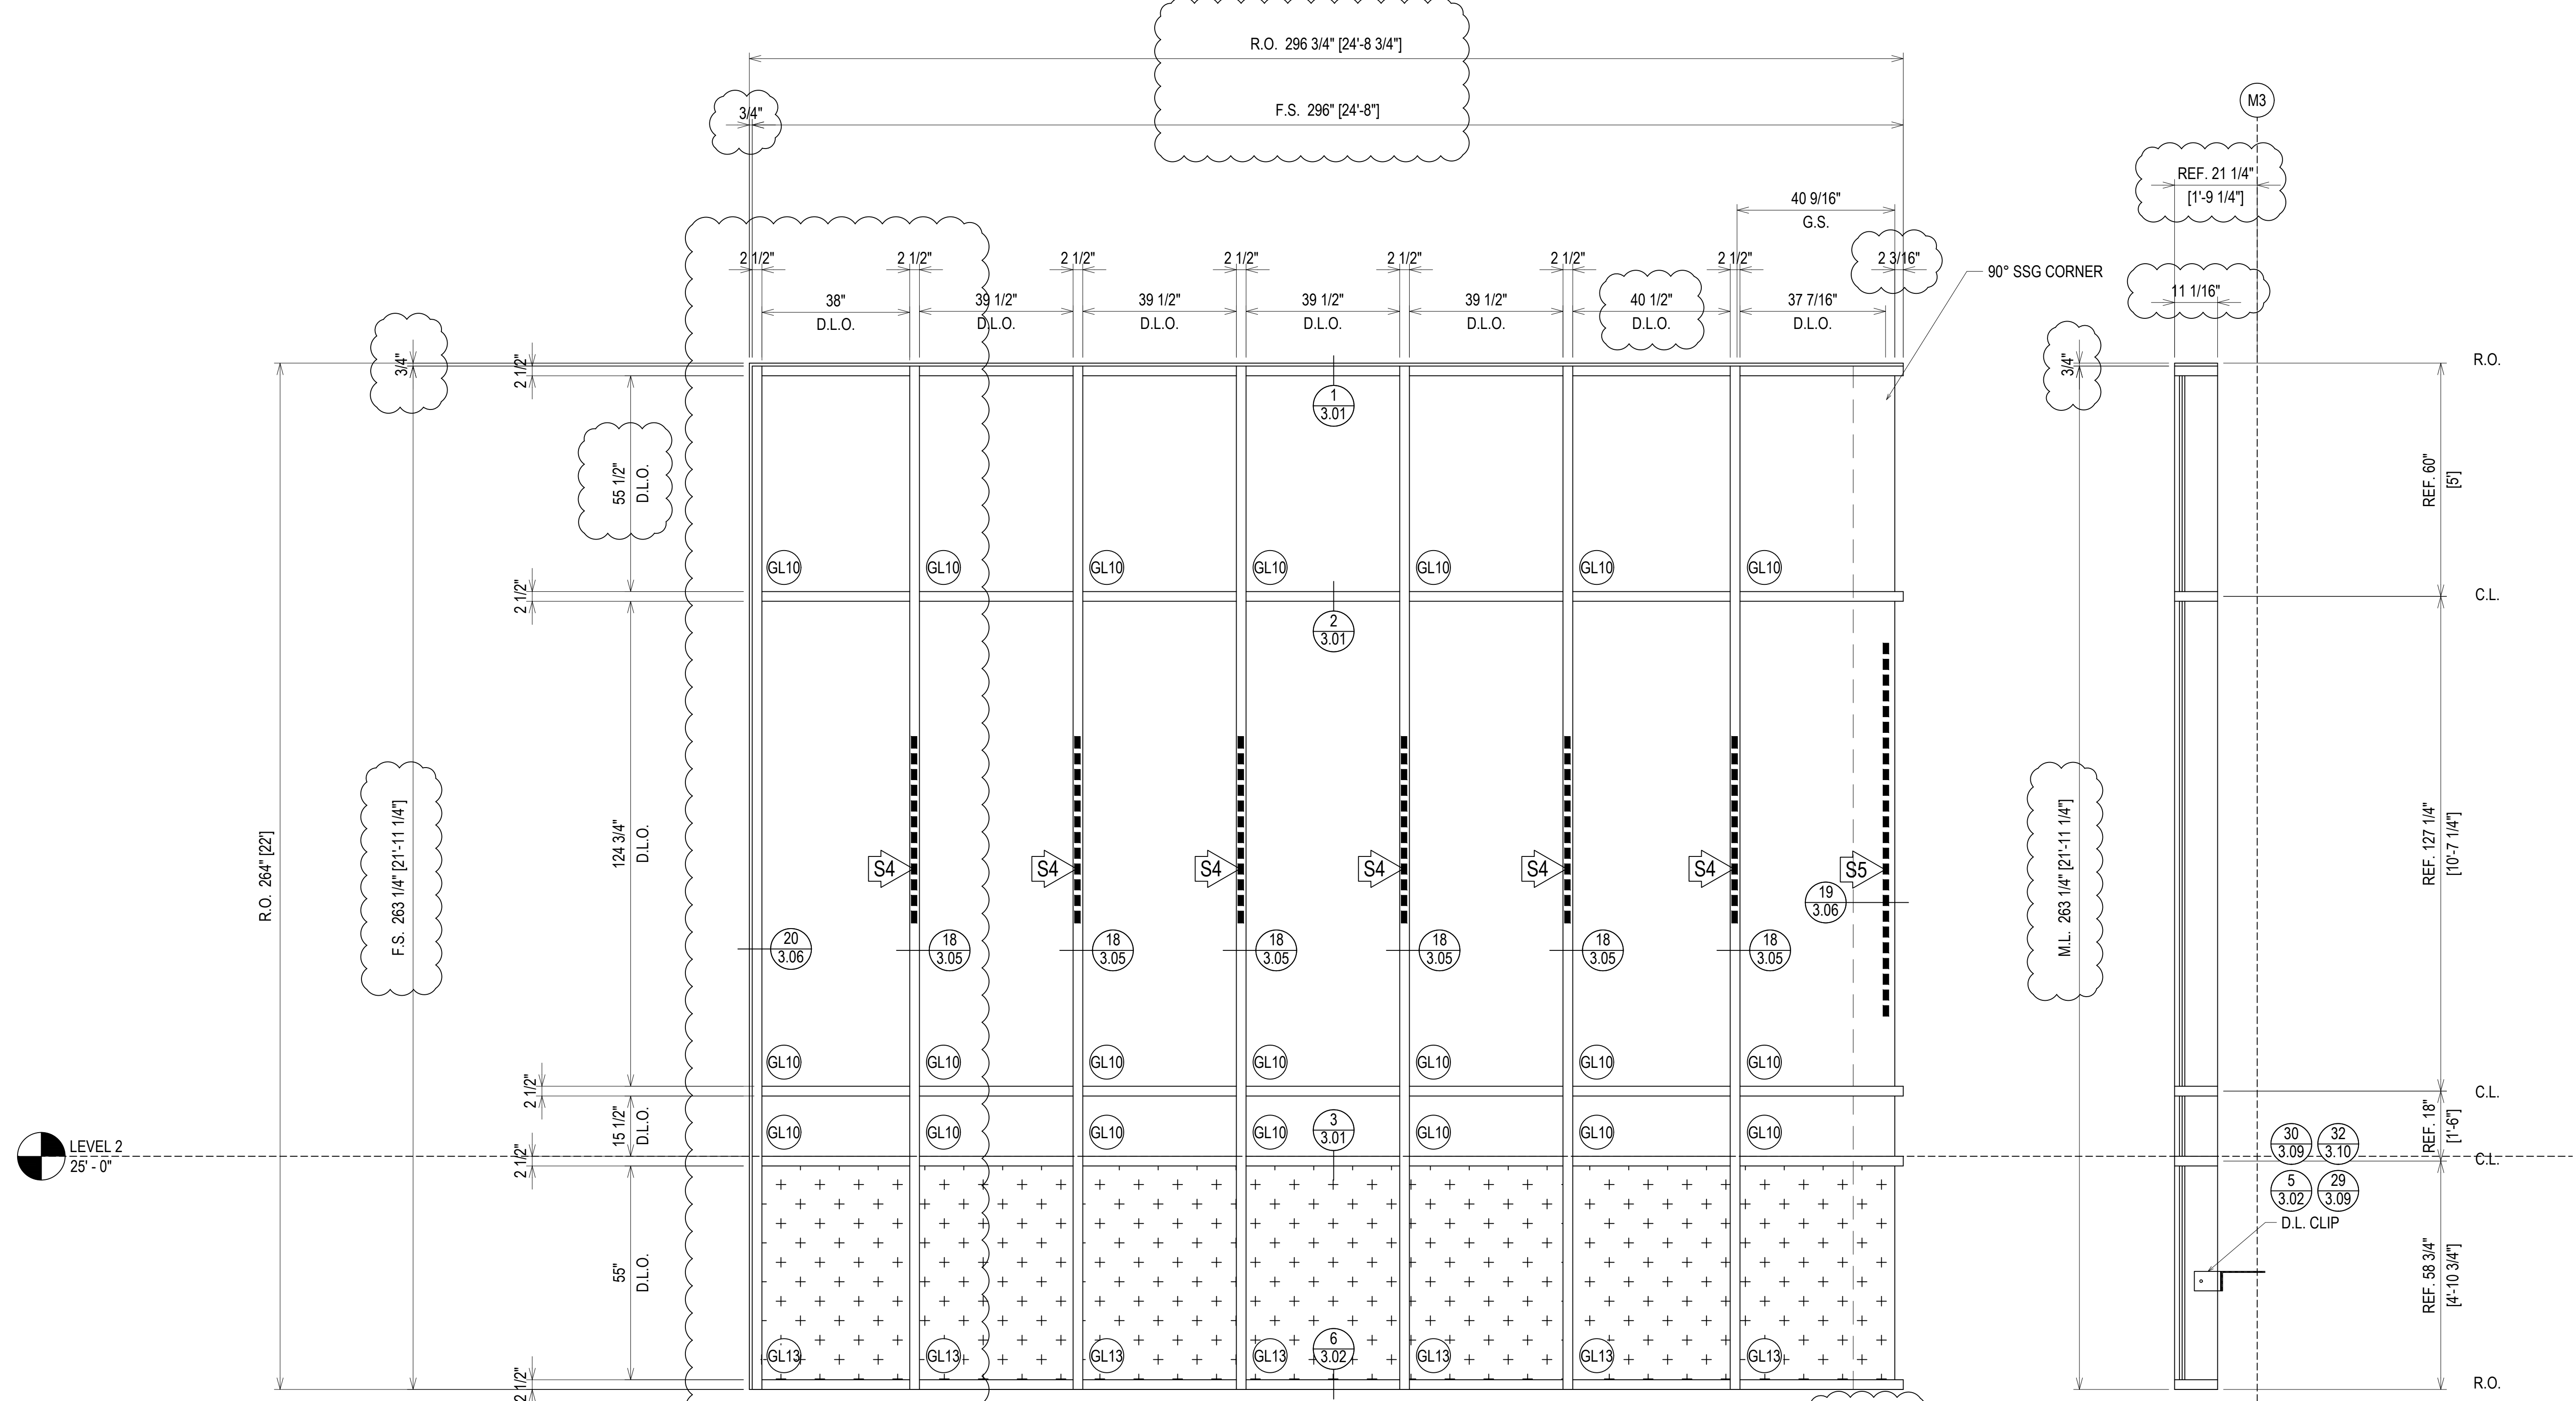 R.O. 296 3/4" [24'-8 3/4"]
F.S. 296" [24'-8"]
3/4"
M3
REF. 21 1/4"
[1'-9 1/4"]
40 9/16"
G.S.
2 1/2"
2 1/2"
2 1/2"
2 1/2"
2 1/2"
2 1/2"
2 1/2"
2 3/16"
90° SSG CORNER
11 1/16"
38"
D.L.O.
39 1/2"
D.L.O.
39 1/2"
D.L.O.
39 1/2"
D.L.O.
39 1/2"
D.L.O.
40 1/2"
D.L.O.
37 7/16"
D.L.O.
3/4"
2 1/2"
3/4"
R.O.
1
3.01
55 1/2"
D.L.O.
REF. 60"
[5']
GL10
GL10
GL10
GL10
GL10
GL10
GL10
2 1/2"
C.L.
2
3.01
R.O. 264" [22']
F.S. 263 1/4" [21'-11 1/4"]
124 3/4"
D.L.O.
S4
S4
S4
S4
S4
S4
S5
19
3.06
M.L. 263 1/4" [21'-11 1/4"]
REF. 127 1/4"
[10'-7 1/4"]
20
3.06
18
3.05
18
3.05
18
3.05
18
3.05
18
3.05
18
3.05
GL10
GL10
GL10
GL10
GL10
GL10
GL10
2 1/2"
C.L.
15 1/2"
D.L.O.
GL10
GL10
GL10
GL10
3
3.01
GL10
GL10
GL10
REF. 18"
[1'-6"]
LEVEL 2
25' - 0"
2 1/2"
30
3.09
32
3.10
C.L.
5
3.02
29
3.09
D.L. CLIP
55"
D.L.O.
REF. 58 3/4"
[4'-10 3/4"]
GL13
GL13
GL13
GL13
6
3.02
GL13
GL13
GL13
2 1/2"
R.O.